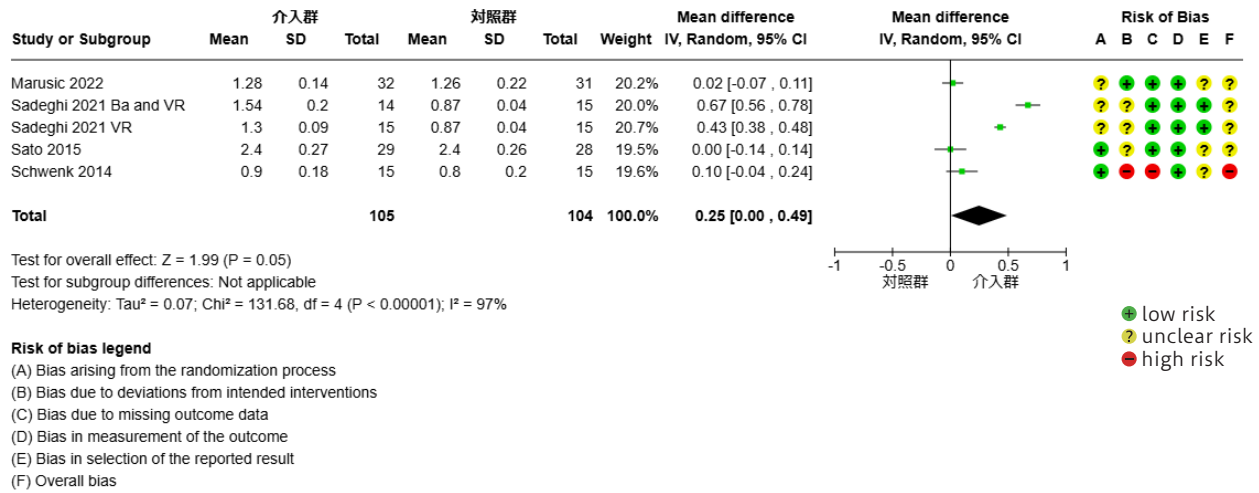 介入群 対照群 Mean difference Mean difference Risk of Bias
Study or Subgroup Mean SD Total Mean SD Total Weight IV, Random, 95% CI IV, Random, 95% CI A B C D E F
Marusic 2022 1.28 0.14 32 1.26 0.22 31 20.2% 0.02 [-0.07 , 0.11] ? + + + ? ?
Sadeghi 2021 Ba and VR 1.54 0.2 14 0.87 0.04 15 20.0% 0.67 [0.56 , 0.78] ? ? + + + ?
Sadeghi 2021 VR 1.3 0.09 15 0.87 0.04 15 20.7% 0.43 [0.38 , 0.48] ? ? + + + ?
Sato 2015 2.4 0.27 29 2.4 0.26 28 19.5% 0.00 [-0.14 , 0.14] + ? + + ? ?
Schwenk 2014 0.9 0.18 15 0.8 0.2 15 19.6% 0.10 [-0.04 , 0.24] + − − + ? −
Total 105 104 100.0% 0.25 [0.00 , 0.49]
Test for overall effect: Z = 1.99 (P = 0.05)
Test for subgroup differences: Not applicable
Heterogeneity: Tau² = 0.07; Chi² = 131.68, df = 4 (P < 0.00001); I² = 97%
-1 -0.5 0 0.5 1
対照群 介入群
+ low risk
? unclear risk
− high risk
Risk of bias legend
(A) Bias arising from the randomization process
(B) Bias due to deviations from intended interventions
(C) Bias due to missing outcome data
(D) Bias in measurement of the outcome
(E) Bias in selection of the reported result
(F) Overall bias